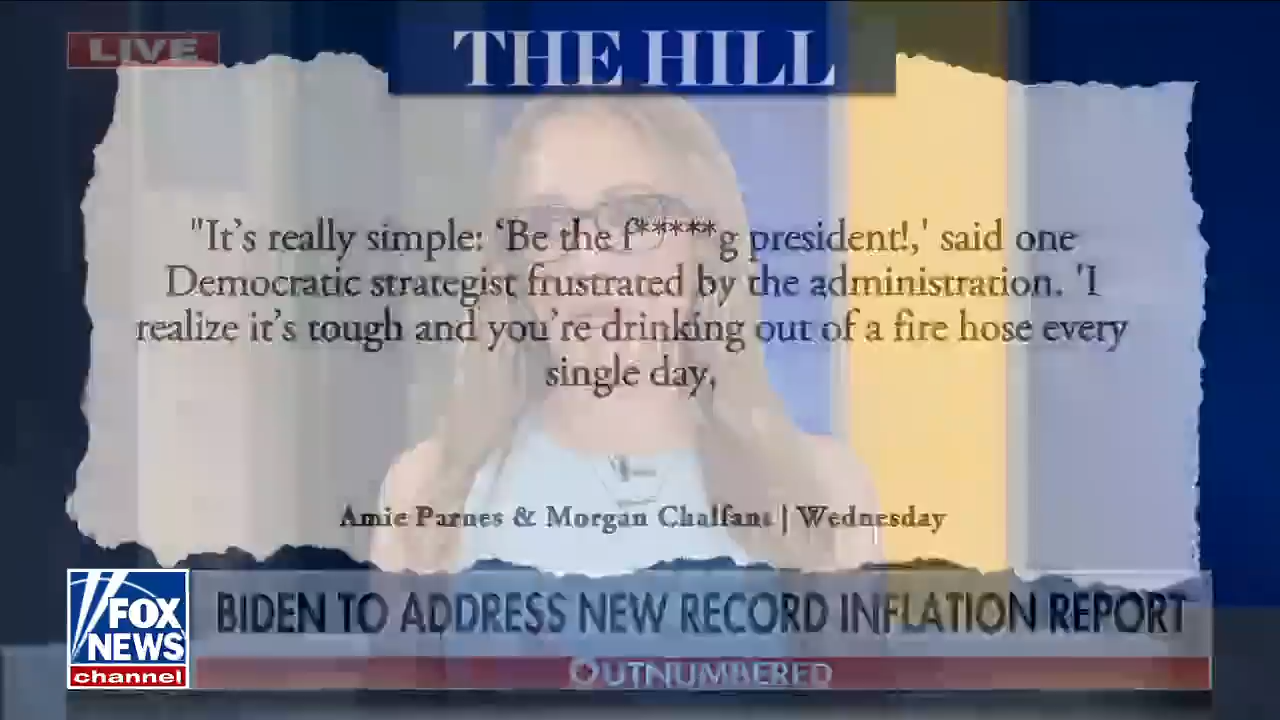 LIVE
THE HILL
"It's really simple: ‘Be the f*****g president!,' said one
Democratic strategist frustrated by the administration. 'I
realize it’s tough and you’re drinking out of a fire hose every
single day,
Amie Parnes & Morgan Chalfant | Wednesday
FOX
NEWS
channel
BIDEN TO ADDRESS NEW RECORD INFLATION REPORT
OUTNUMBERED